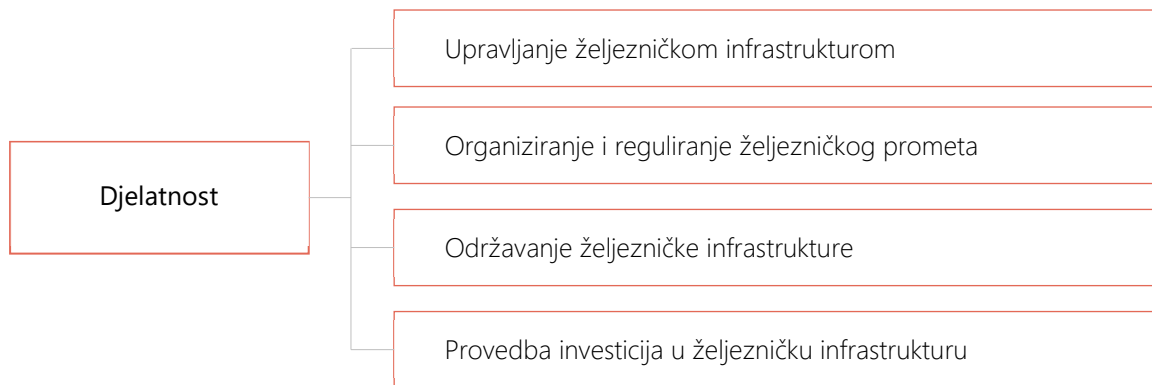 Upravljanje željezničkom infrastrukturom
Organiziranje i reguliranje željezničkog prometa
Djelatnost
Održavanje željezničke infrastrukture
Provedba investicija u željezničku infrastrukturu